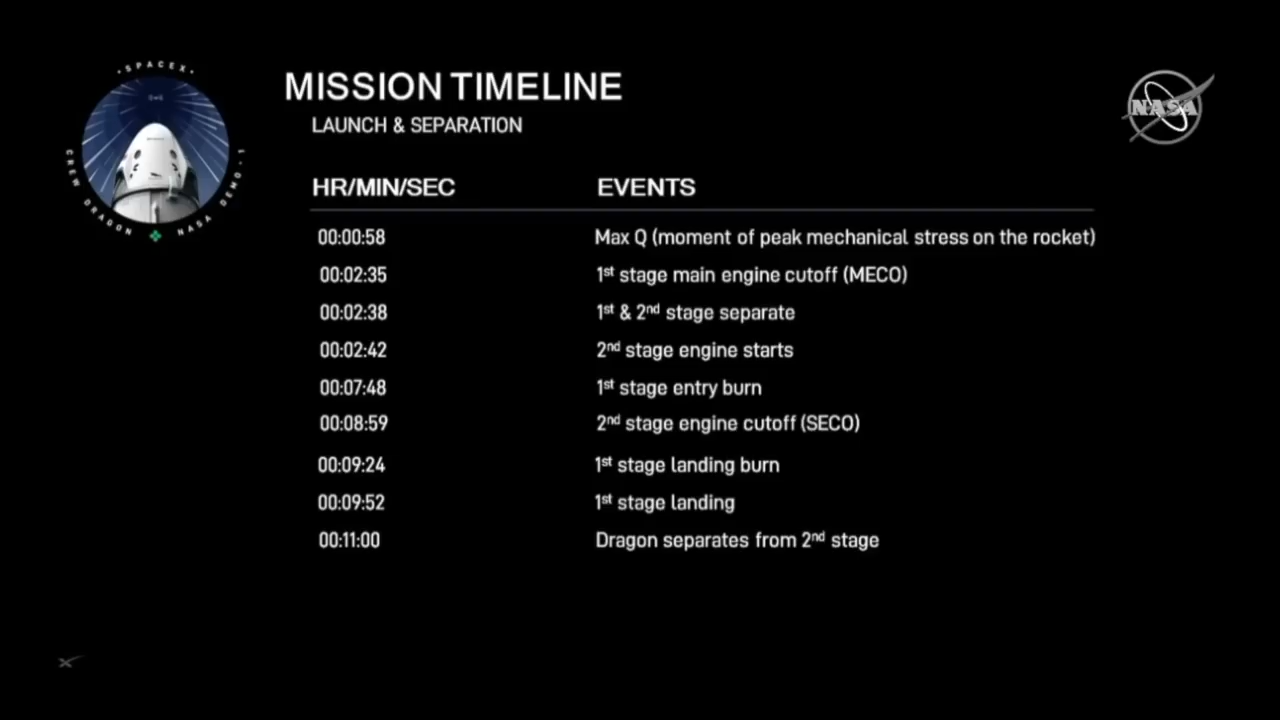 · SPACEX ·
CREW DRAGON
NASA DEMO-1
MISSION TIMELINE
LAUNCH & SEPARATION
NASA
HR/MIN/SEC EVENTS
00:00:58 Max Q (moment of peak mechanical stress on the rocket)
00:02:35 1st stage main engine cutoff (MECO)
00:02:38 1st & 2nd stage separate
00:02:42 2nd stage engine starts
00:07:48 1st stage entry burn
00:08:59 2nd stage engine cutoff (SECO)
00:09:24 1st stage landing burn
00:09:52 1st stage landing
00:11:00 Dragon separates from 2nd stage